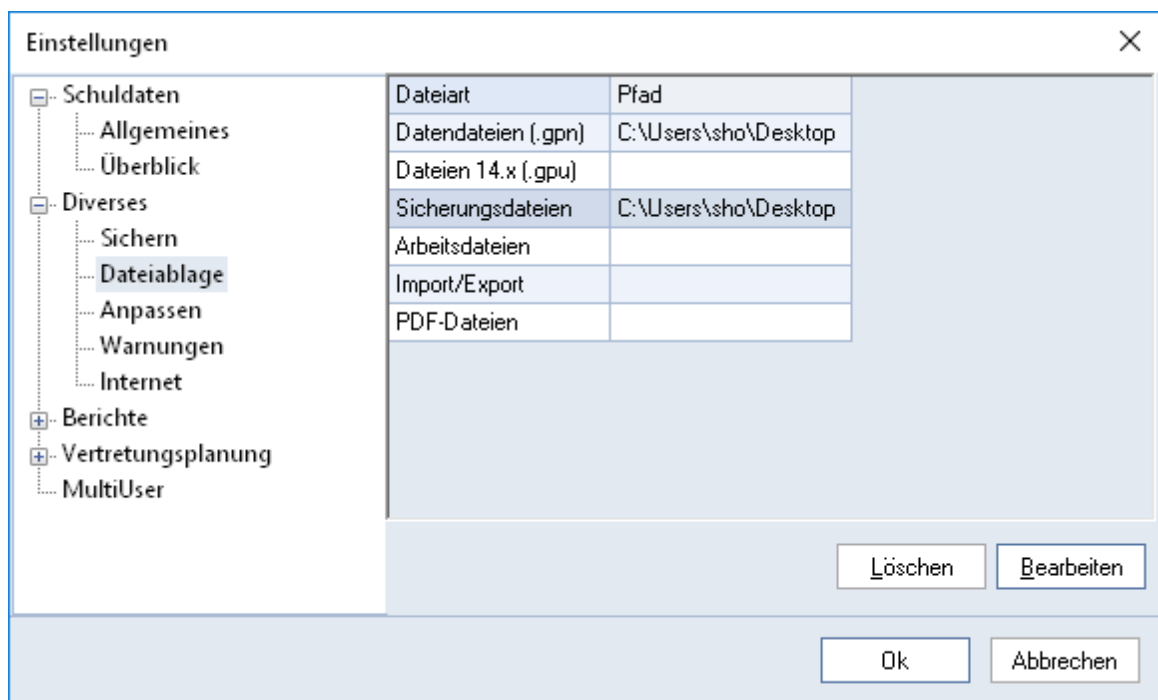 Einstellungen
Schuldaten
Allgemeines
Überblick
Diverses
Sichern
Dateiablage
Anpassen
Warnungen
Internet
Berichte
Vertretungsplanung
MultiUser
Dateiart Pfad
Datendateien (.gpn) C:\Users\sho\Desktop
Dateien 14.x (.gpu)
Sicherungsdateien C:\Users\sho\Desktop
Arbeitsdateien
Import/Export
PDF-Dateien
Löschen Bearbeiten
Ok Abbrechen